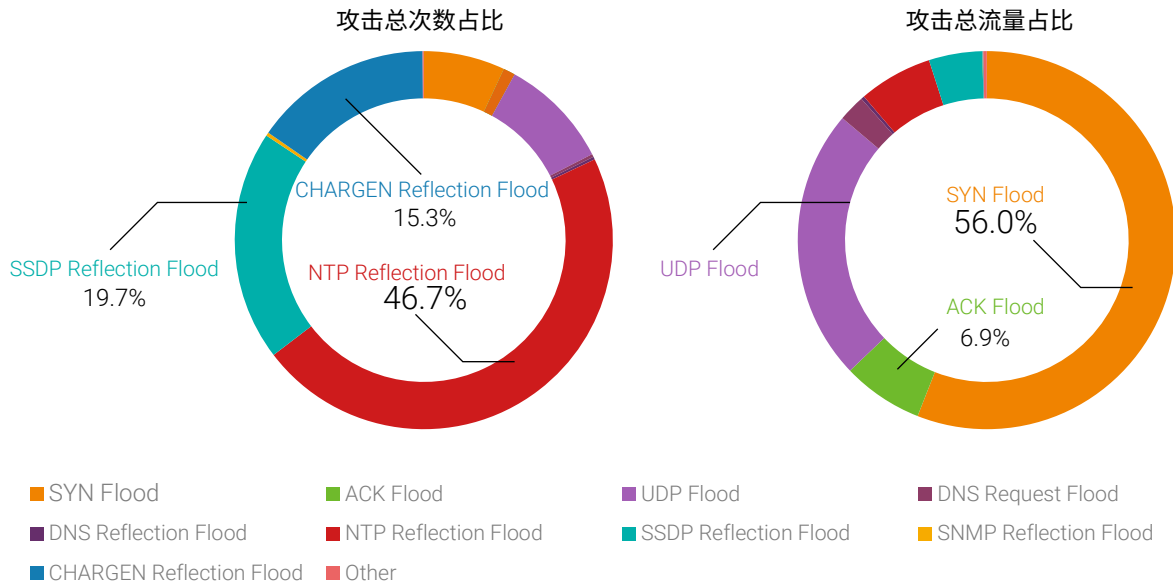 攻击总次数占比
攻击总流量占比
CHARGEN Reflection Flood
15.3%
SSDP Reflection Flood
19.7%
NTP Reflection Flood
46.7%
SYN Flood
56.0%
UDP Flood
ACK Flood
6.9%
SYN Flood
ACK Flood
UDP Flood
DNS Request Flood
DNS Reflection Flood
NTP Reflection Flood
SSDP Reflection Flood
SNMP Reflection Flood
CHARGEN Reflection Flood
Other